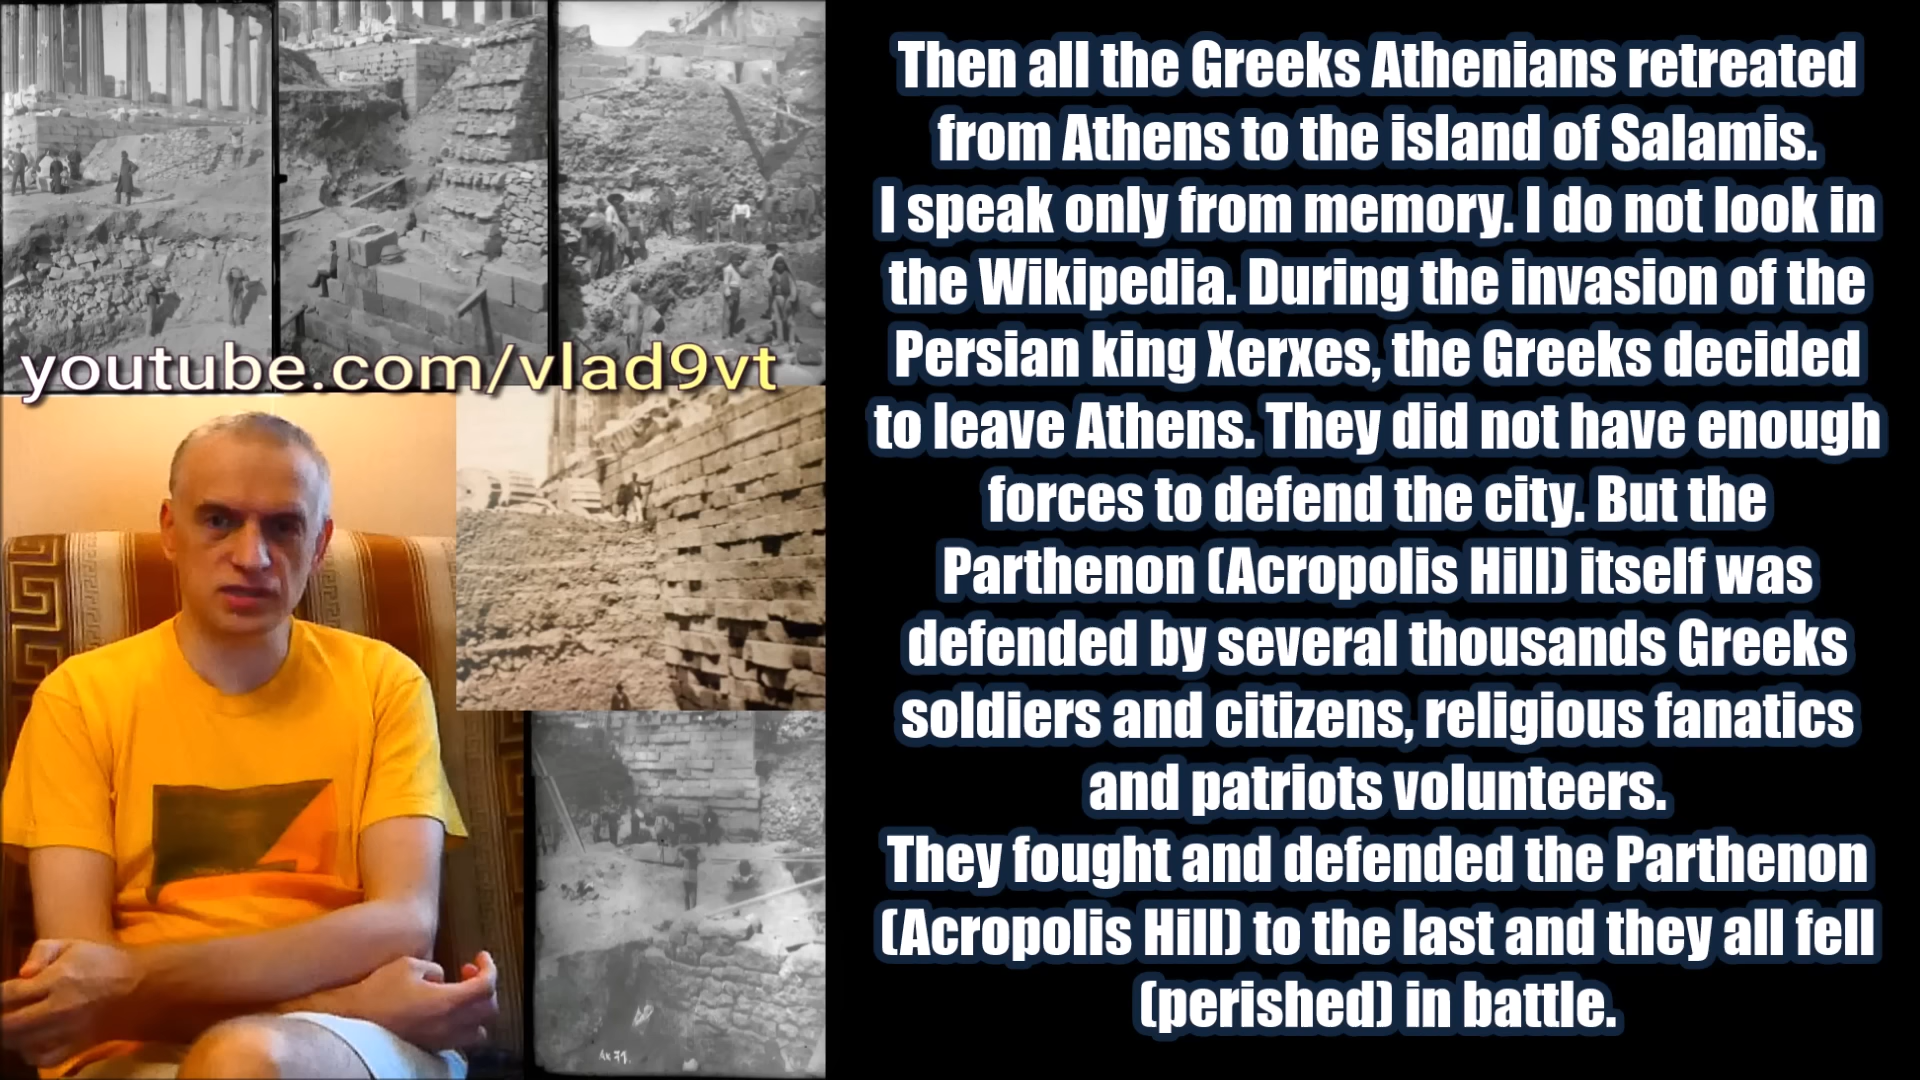 youtube.com/vlad9vt
Then all the Greeks Athenians retreated
from Athens to the island of Salamis.
I speak only from memory. I do not look in
the Wikipedia. During the invasion of the
Persian king Xerxes, the Greeks decided
to leave Athens. They did not have enough
forces to defend the city. But the
Parthenon (Acropolis Hill) itself was
defended by several thousands Greeks
soldiers and citizens, religious fanatics
and patriots volunteers.
They fought and defended the Parthenon
(Acropolis Hill) to the last and they all fell
(perished) in battle.
Ак 71.